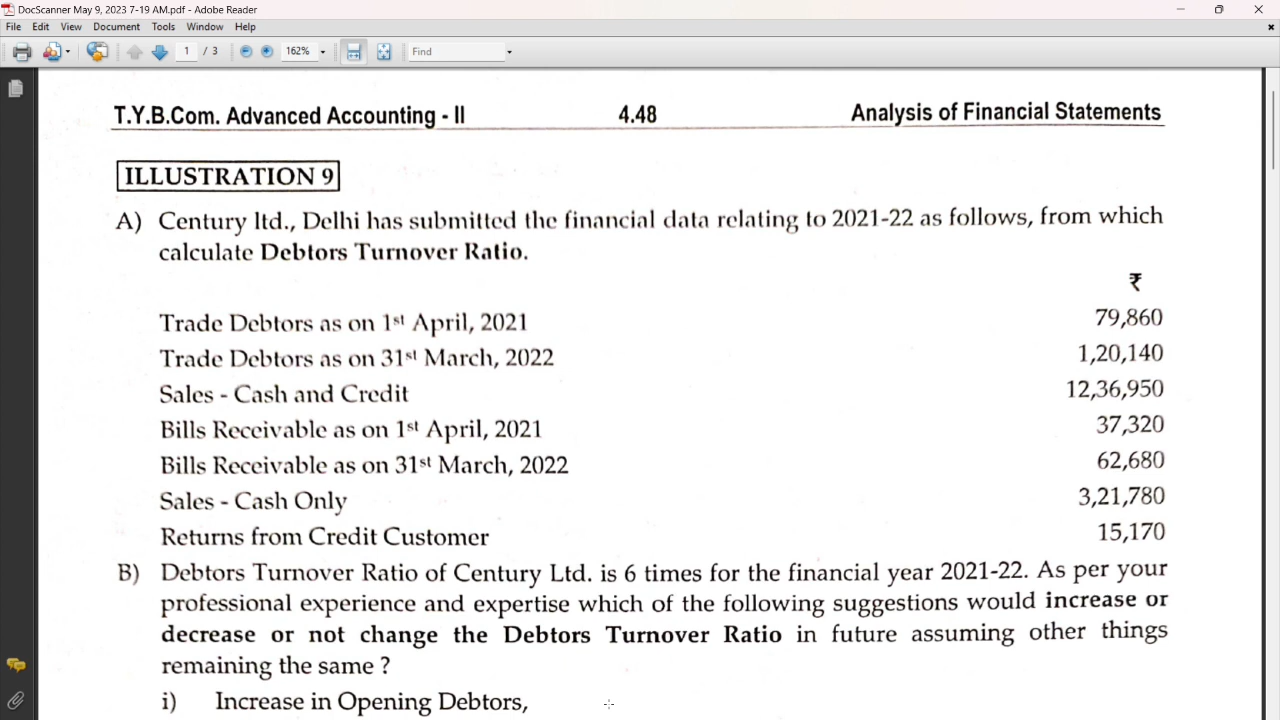 DocScanner May 9, 2023 7-19 AM.pdf - Adobe Reader
File Edit View Document Tools Window Help
1 / 3 162% Find
T.Y.B.Com. Advanced Accounting - II 4.48 Analysis of Financial Statements
ILLUSTRATION 9
A) Century ltd., Delhi has submitted the financial data relating to 2021-22 as follows, from which
calculate Debtors Turnover Ratio.
₹
Trade Debtors as on 1st April, 2021 79,860
Trade Debtors as on 31st March, 2022 1,20,140
Sales - Cash and Credit 12,36,950
Bills Receivable as on 1st April, 2021 37,320
Bills Receivable as on 31st March, 2022 62,680
Sales - Cash Only 3,21,780
Returns from Credit Customer 15,170
B) Debtors Turnover Ratio of Century Ltd. is 6 times for the financial year 2021-22. As per your
professional experience and expertise which of the following suggestions would increase or
decrease or not change the Debtors Turnover Ratio in future assuming other things
remaining the same ?
i) Increase in Opening Debtors,